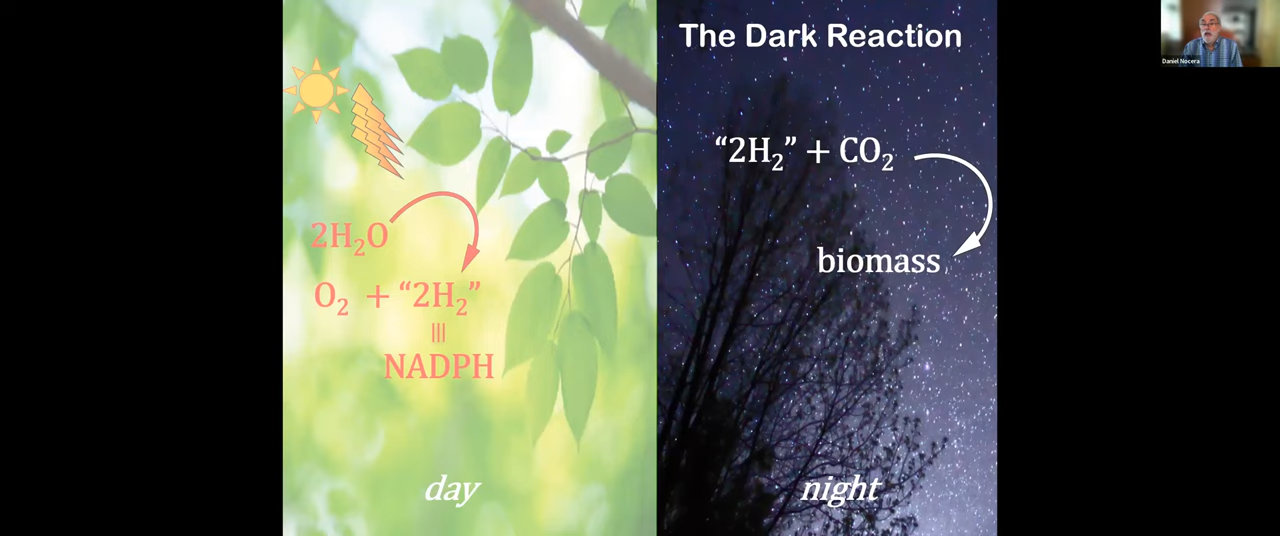 The Dark Reaction
2H₂O
O₂ + “2H₂”
≡
NADPH
day
“2H₂” + CO₂
biomass
night
Daniel Nocera